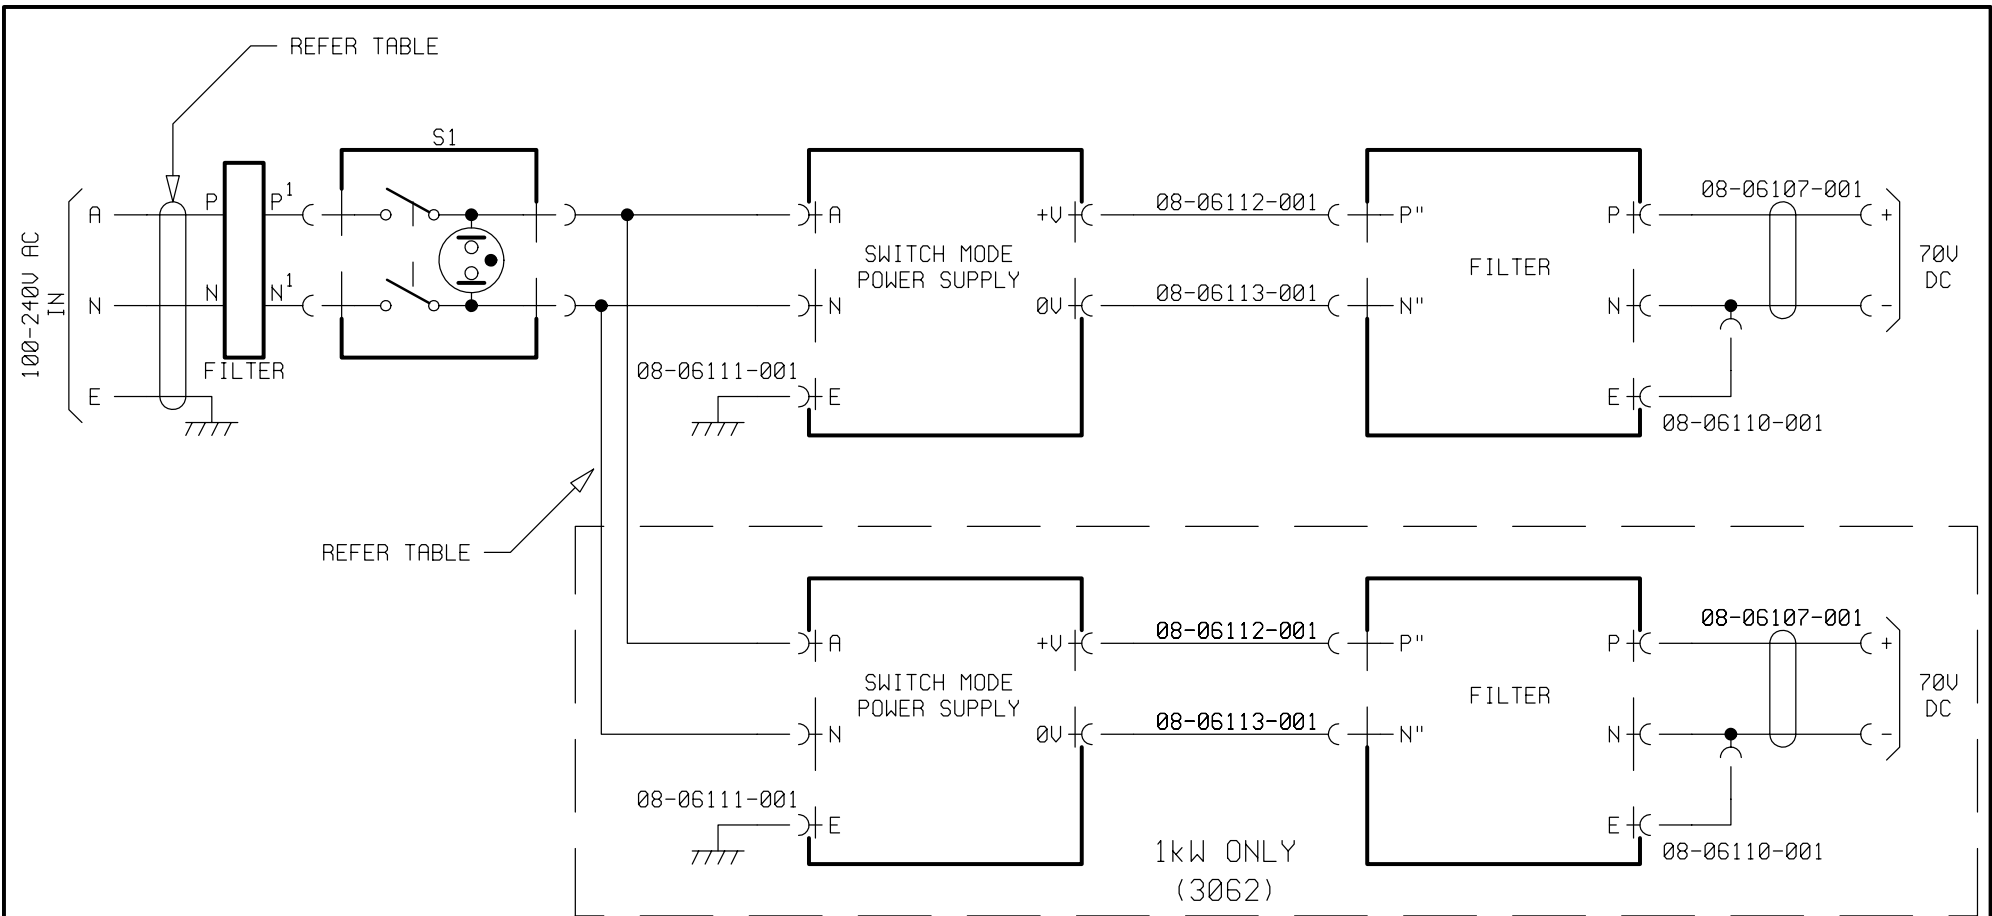 REFER TABLE
S1
100-240V AC
IN
A
N
E
P
N
P1
N1
FILTER
A
N
E
08-06111-001
SWITCH MODE
POWER SUPPLY
+V
0V
08-06112-001
08-06113-001
P"
N"
FILTER
P
N
E
08-06107-001
08-06110-001
+
-
70V
DC
REFER TABLE
A
N
E
08-06111-001
SWITCH MODE
POWER SUPPLY
+V
0V
08-06112-001
08-06113-001
P"
N"
FILTER
P
N
E
08-06107-001
08-06110-001
+
-
70V
DC
1kW ONLY
(3062)